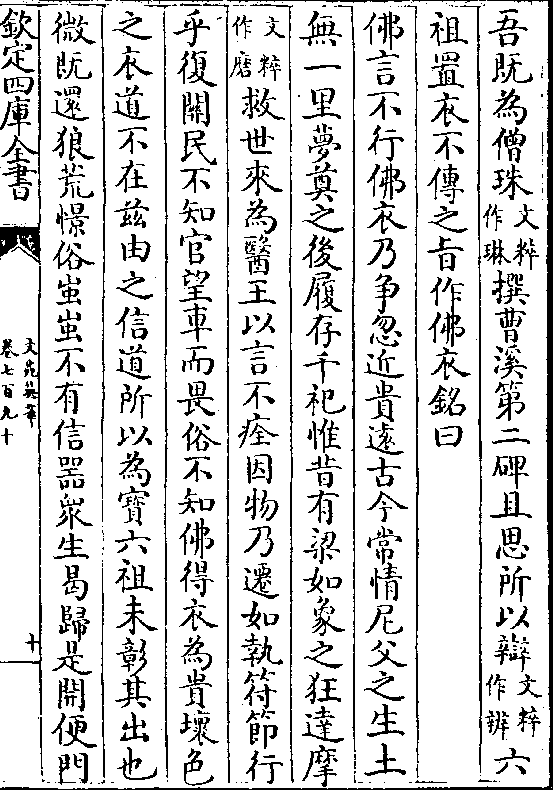 吾既為僧珠文粹作琳撰曹溪第二碑且思所以辯文粹作辨六
祖置衣不傳之旨作佛衣銘曰
佛言不行佛衣乃争忽近貴逺古今常情尼父之生土
無一里夢奠之後履存千祀惟昔有梁如象之狂達摩
文粹作磨救世來為醫王以言不痊因物乃遷如執符節行
乎復關民不知官望車而畏俗不知佛得衣為貴壞色
之衣道不在兹由之信道所以為寳六祖未彰其出也
微既還狼荒憬俗蚩蚩不有信器衆生曷歸是開便門
欽定四庫全書
文苑英華
卷七百九十
十